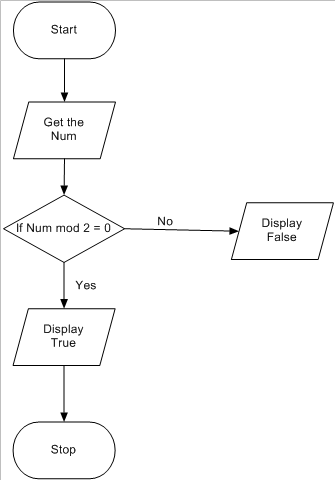 Start
Get the
Num
If Num mod 2 = 0
No
Display
False
Yes
Display
True
Stop